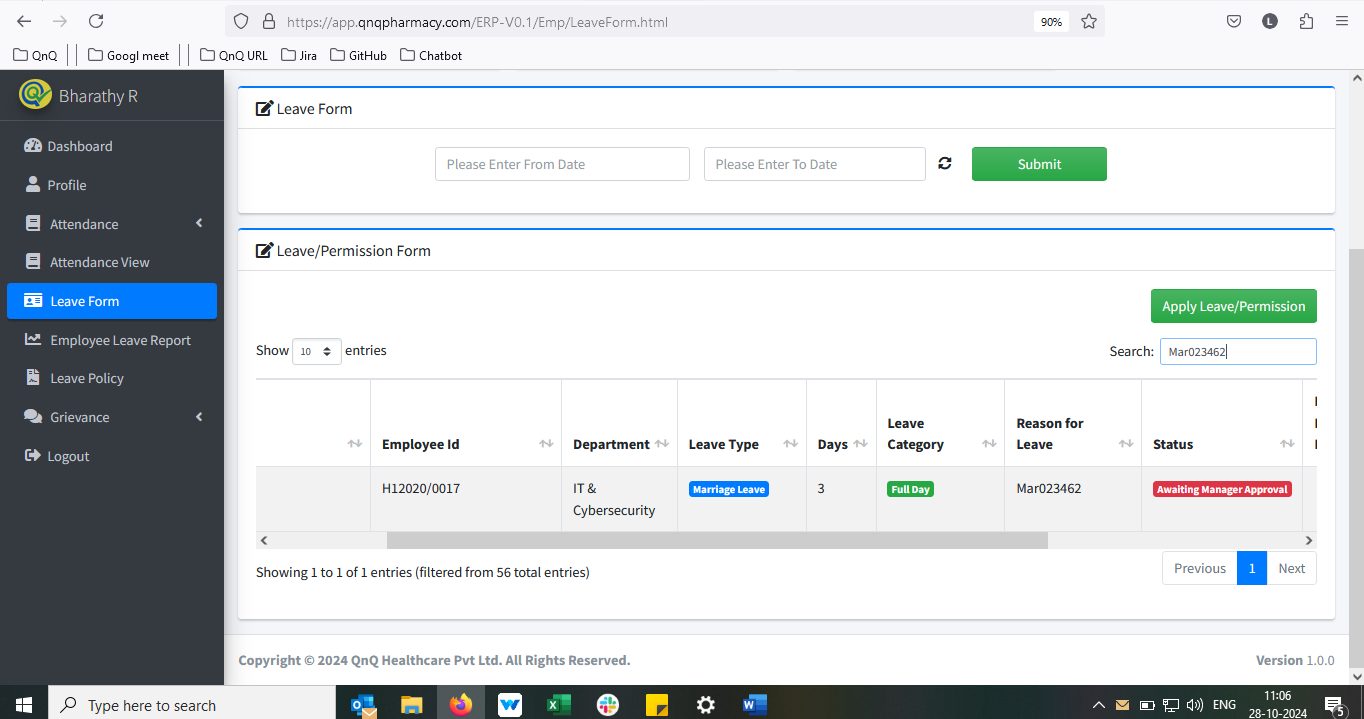 https://app.qnqpharmacy.com/ERP-V0.1/Emp/LeaveForm.html
90%
L
QnQ
Googl meet
QnQ URL
Jira
GitHub
Chatbot
Bharathy R
Dashboard
Profile
Attendance
Attendance View
Leave Form
Employee Leave Report
Leave Policy
Grievance
Logout
Leave Form
Please Enter From Date
Please Enter To Date
Submit
Leave/Permission Form
Apply Leave/Permission
Show 10 entries
Search: Mar023462
Employee Id
Department
Leave Type
Days
Leave
Category
Reason for
Leave
Status
H12020/0017
IT &
Cybersecurity
Marriage Leave
3
Full Day
Mar023462
Awaiting Manager Approval
Showing 1 to 1 of 1 entries (filtered from 56 total entries)
Previous
1
Next
Copyright © 2024 QnQ Healthcare Pvt Ltd. All Rights Reserved.
Version 1.0.0
Type here to search
ENG
11:06
28-10-2024
5